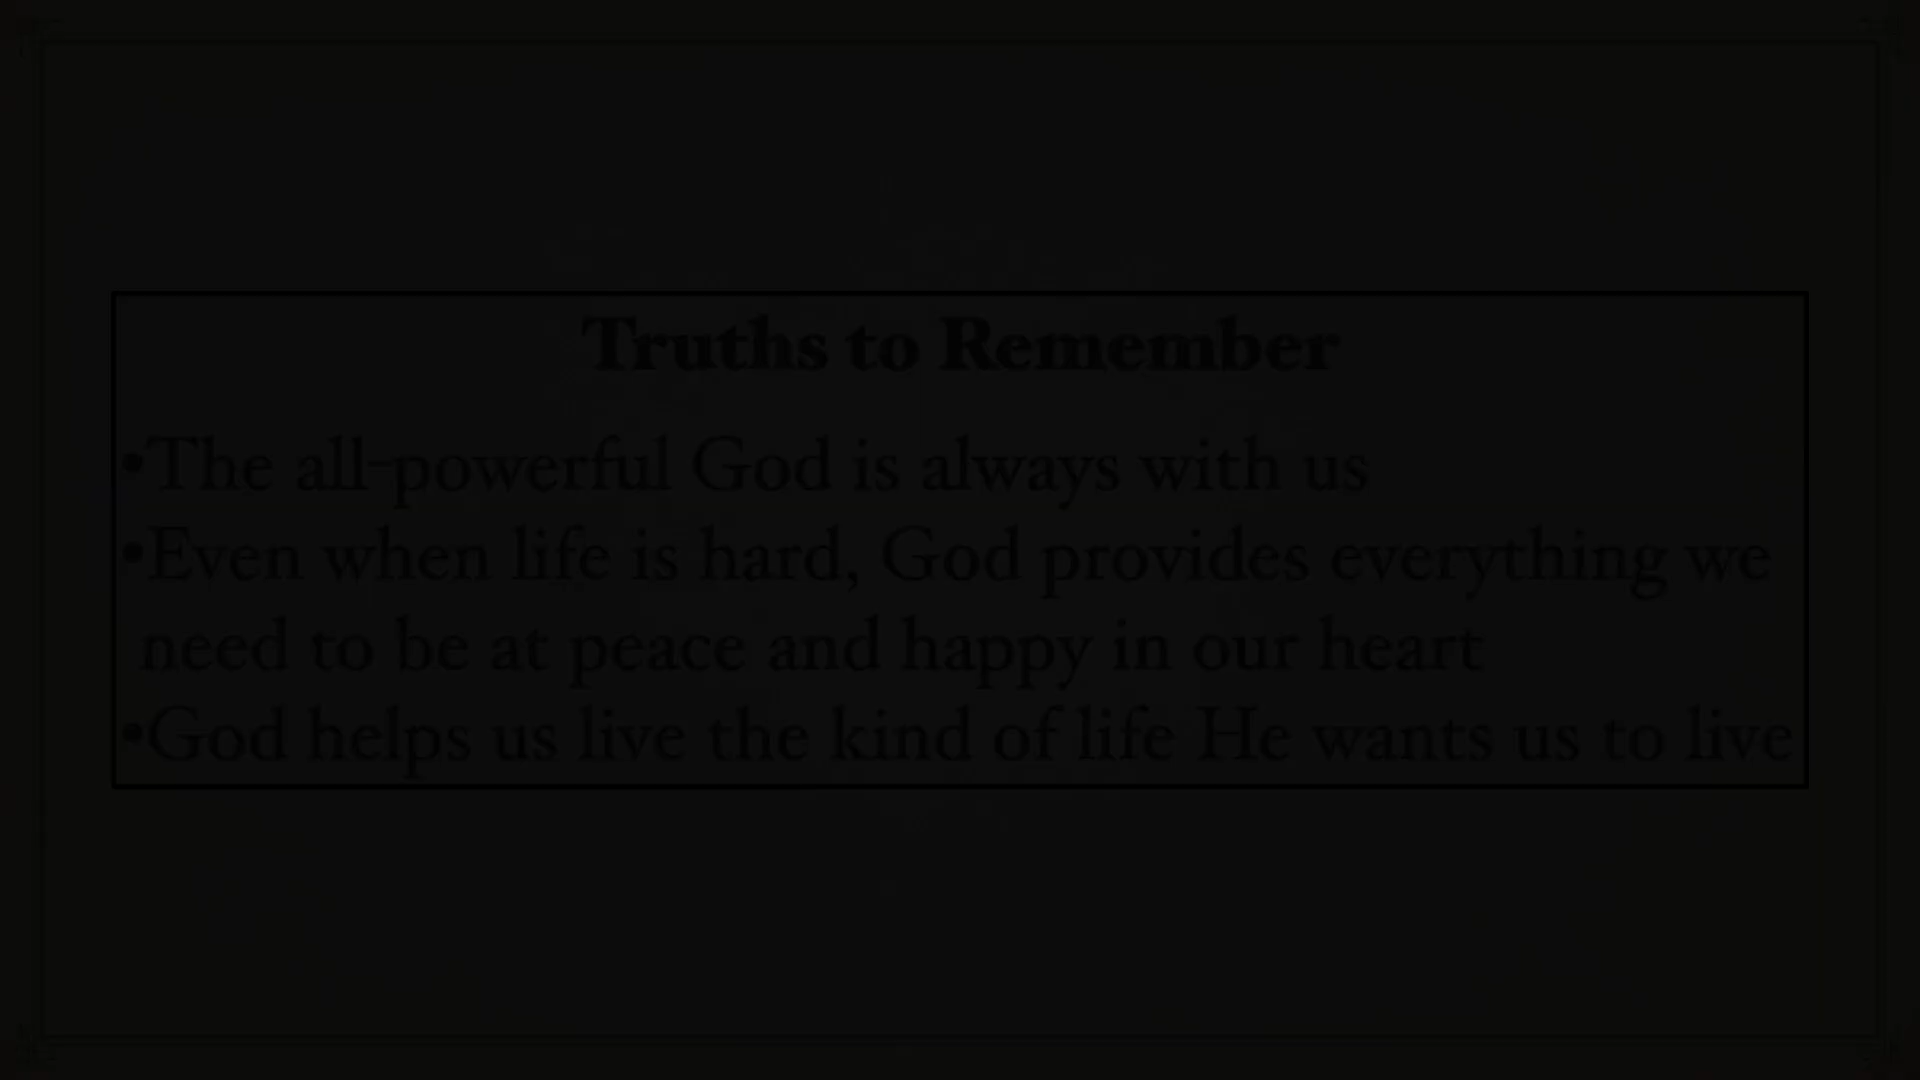 Truths to Remember
•The all-powerful God is always with us
•Even when life is hard, God provides everything we
need to be at peace and happy in our heart
•God helps us live the kind of life He wants us to live